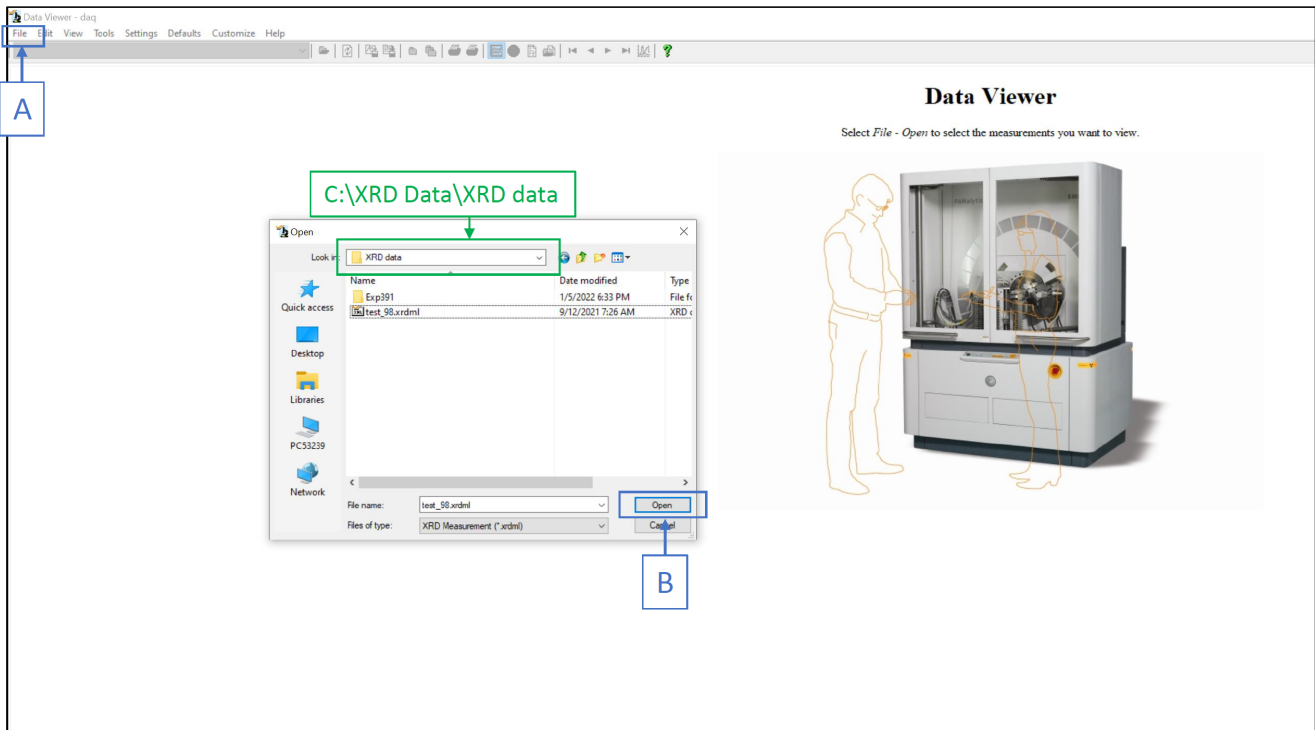 Data Viewer - daq
File Edit View Tools Settings Defaults Customize Help
A
Data Viewer
Select File - Open to select the measurements you want to view.
C:\XRD Data\XRD data
Open
Look in:
XRD data
Name Date modified Type
Exp391 1/5/2022 6:33 PM File fo
test_98.xrdml 9/12/2021 7:26 AM XRD
Quick access
Desktop
Libraries
PC53239
Network
File name: test_98.xrdml Open
Files of type: XRD Measurement (*.xrdml) Cancel
B